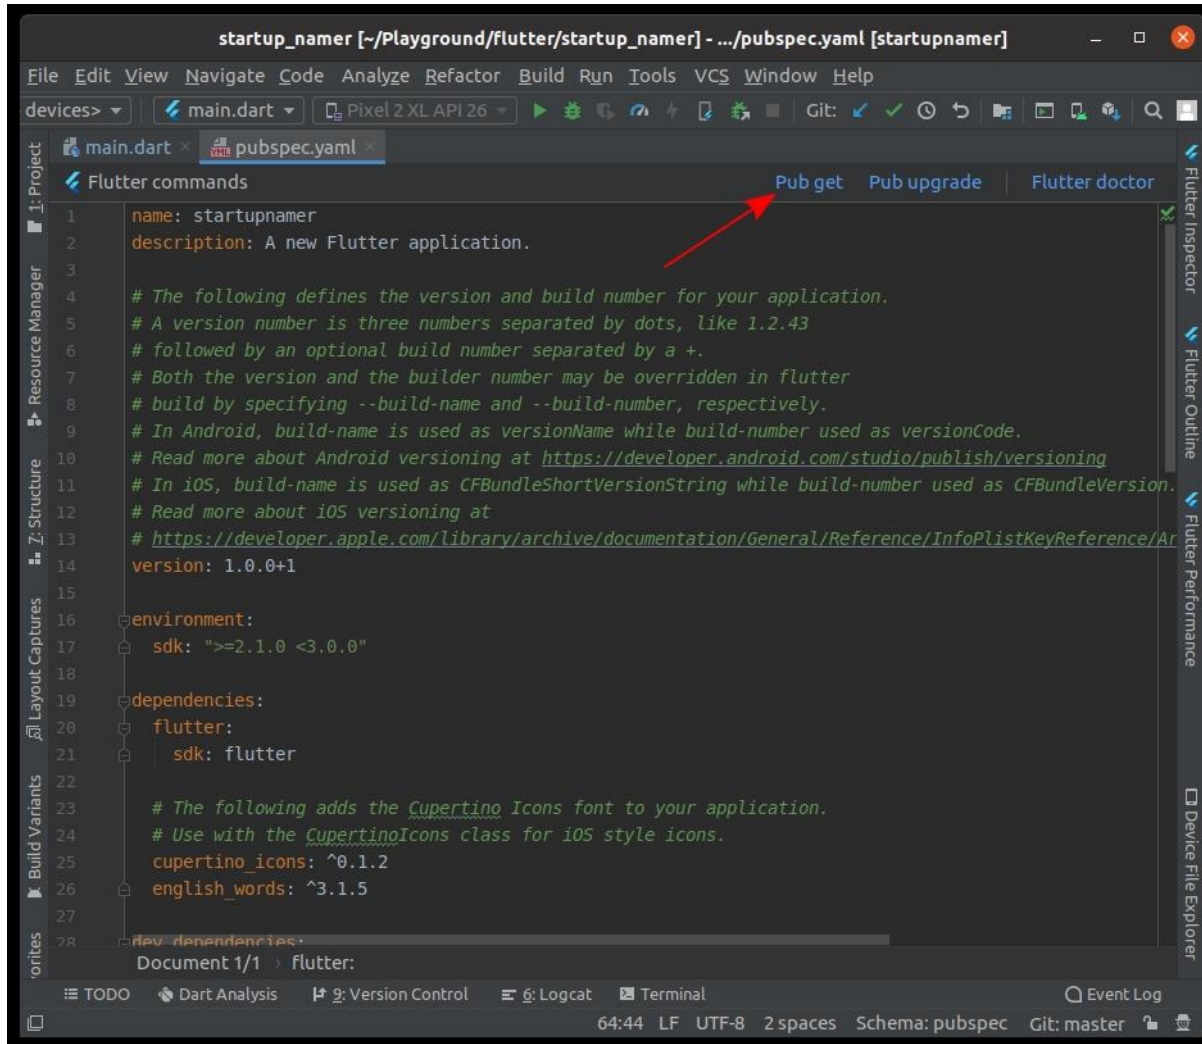 startup_namer [~/Playground/flutter/startup_namer] - .../pubspec.yaml [startupnamer]
File Edit View Navigate Code Analyze Refactor Build Run Tools VCS Window Help
devices> main.dart Pixel 2 XL API 26 Git:
main.dart pubspec.yaml
Flutter commands Pub get Pub upgrade Flutter doctor
1 name: startupnamer
2 description: A new Flutter application.
3
4 # The following defines the version and build number for your application.
5 # A version number is three numbers separated by dots, like 1.2.43
6 # followed by an optional build number separated by a +.
7 # Both the version and the builder number may be overridden in flutter
8 # build by specifying --build-name and --build-number, respectively.
9 # In Android, build-name is used as versionName while build-number used as versionCode.
10 # Read more about Android versioning at https://developer.android.com/studio/publish/versioning
11 # In iOS, build-name is used as CFBundleShortVersionString while build-number used as CFBundleVersion.
12 # Read more about iOS versioning at
13 # https://developer.apple.com/library/archive/documentation/General/Reference/InfoPlistKeyReference/Ar
14 version: 1.0.0+1
15
16 environment:
17 sdk: ">=2.1.0 <3.0.0"
18
19 dependencies:
20 flutter:
21 sdk: flutter
22
23 # The following adds the Cupertino Icons font to your application.
24 # Use with the CupertinoIcons class for iOS style icons.
25 cupertino_icons: ^0.1.2
26 english_words: ^3.1.5
27
28 dev_dependencies:
Document 1/1 › flutter:
TODO Dart Analysis 9: Version Control 6: Logcat Terminal Event Log
64:44 LF UTF-8 2 spaces Schema: pubspec Git: master
1: Project
Resource Manager
7: Structure
Layout Captures
Build Variants
orites
Flutter Inspector
Flutter Outline
Flutter Performance
Device File Explorer
YML